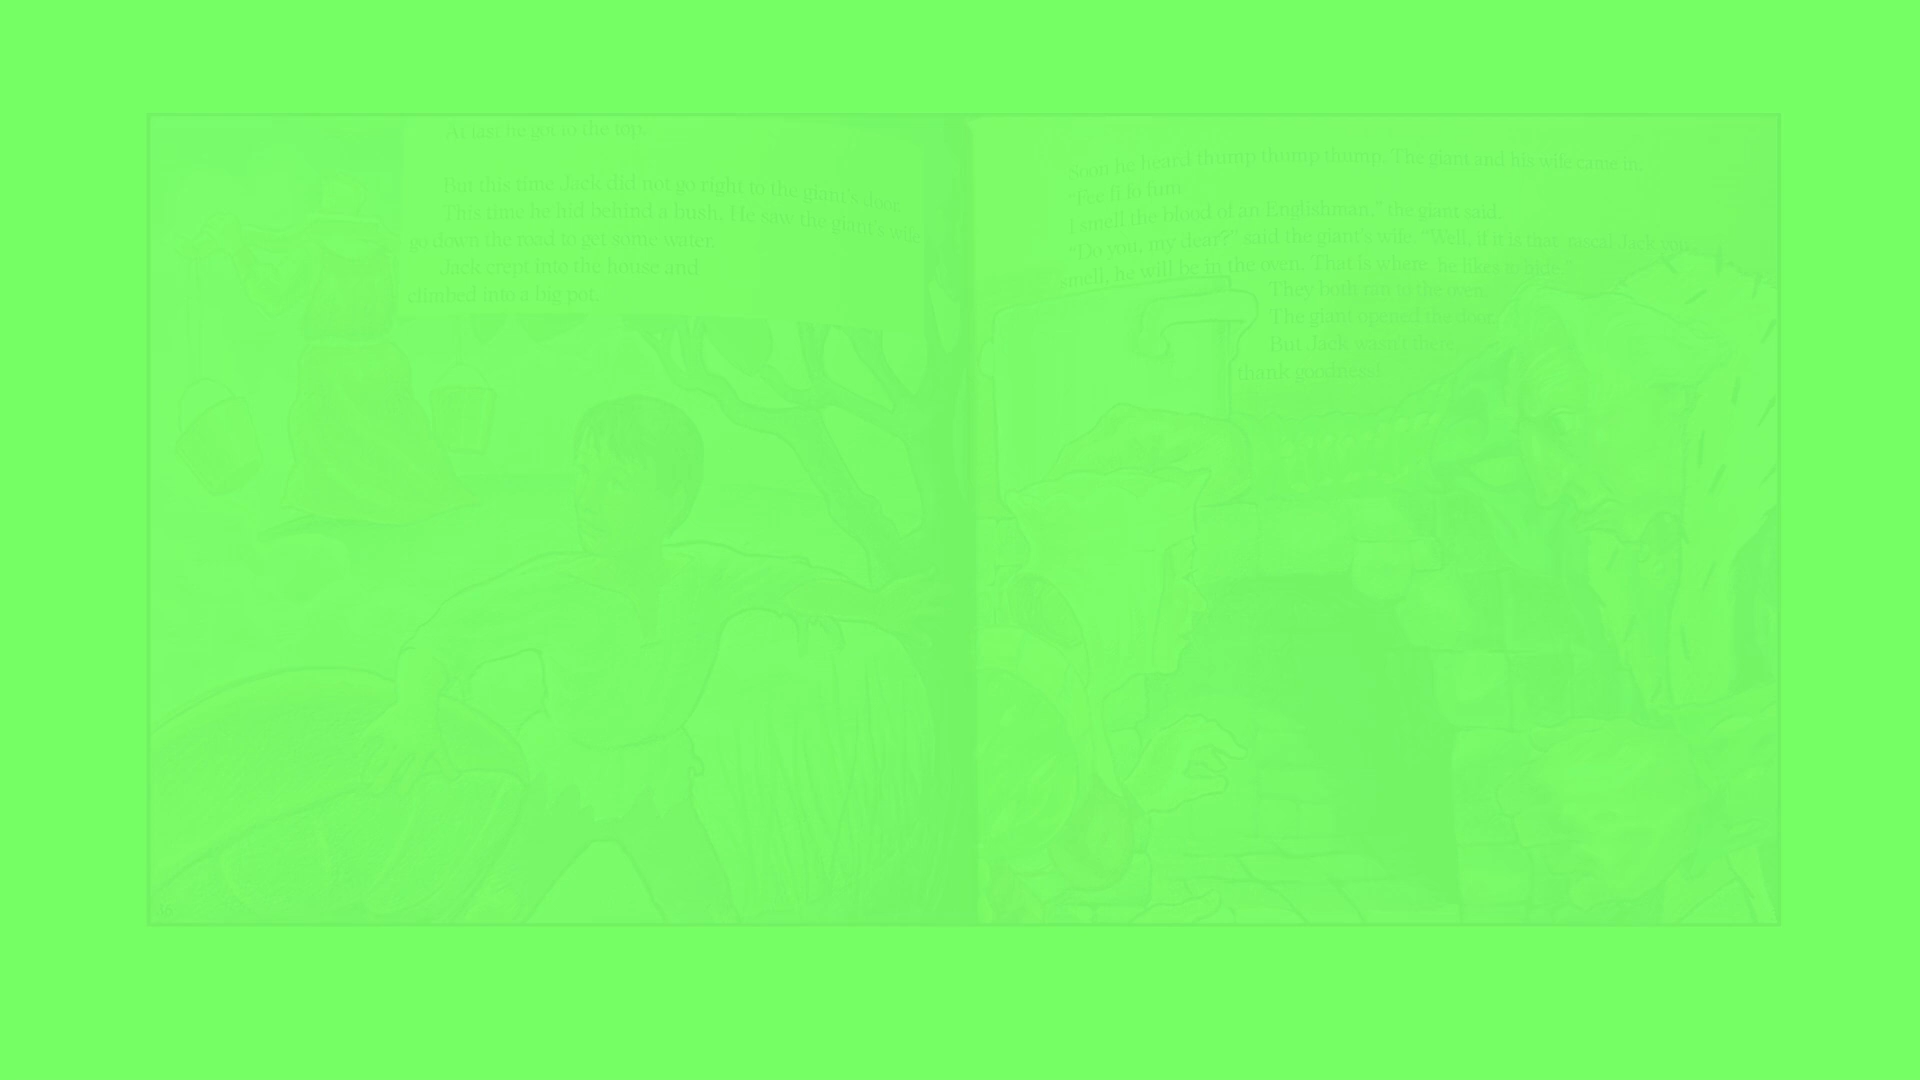 At last he got to the top.
But this time Jack did not go right to the giant's door.
This time he hid behind a bush. He saw the giant's wife
go down the road to get some water.
Jack crept into the house and
climbed into a big pot.
16
Soon he heard thump thump thump. The giant and his wife came in.
"Fee fi fo fum
I smell the blood of an Englishman," the giant said.
"Do you, my dear?" said the giant's wife. "Well, if it is that rascal Jack you
smell, he will be in the oven. That is where he likes to hide."
They both ran to the oven.
The giant opened the door.
But Jack wasn't there,
thank goodness!